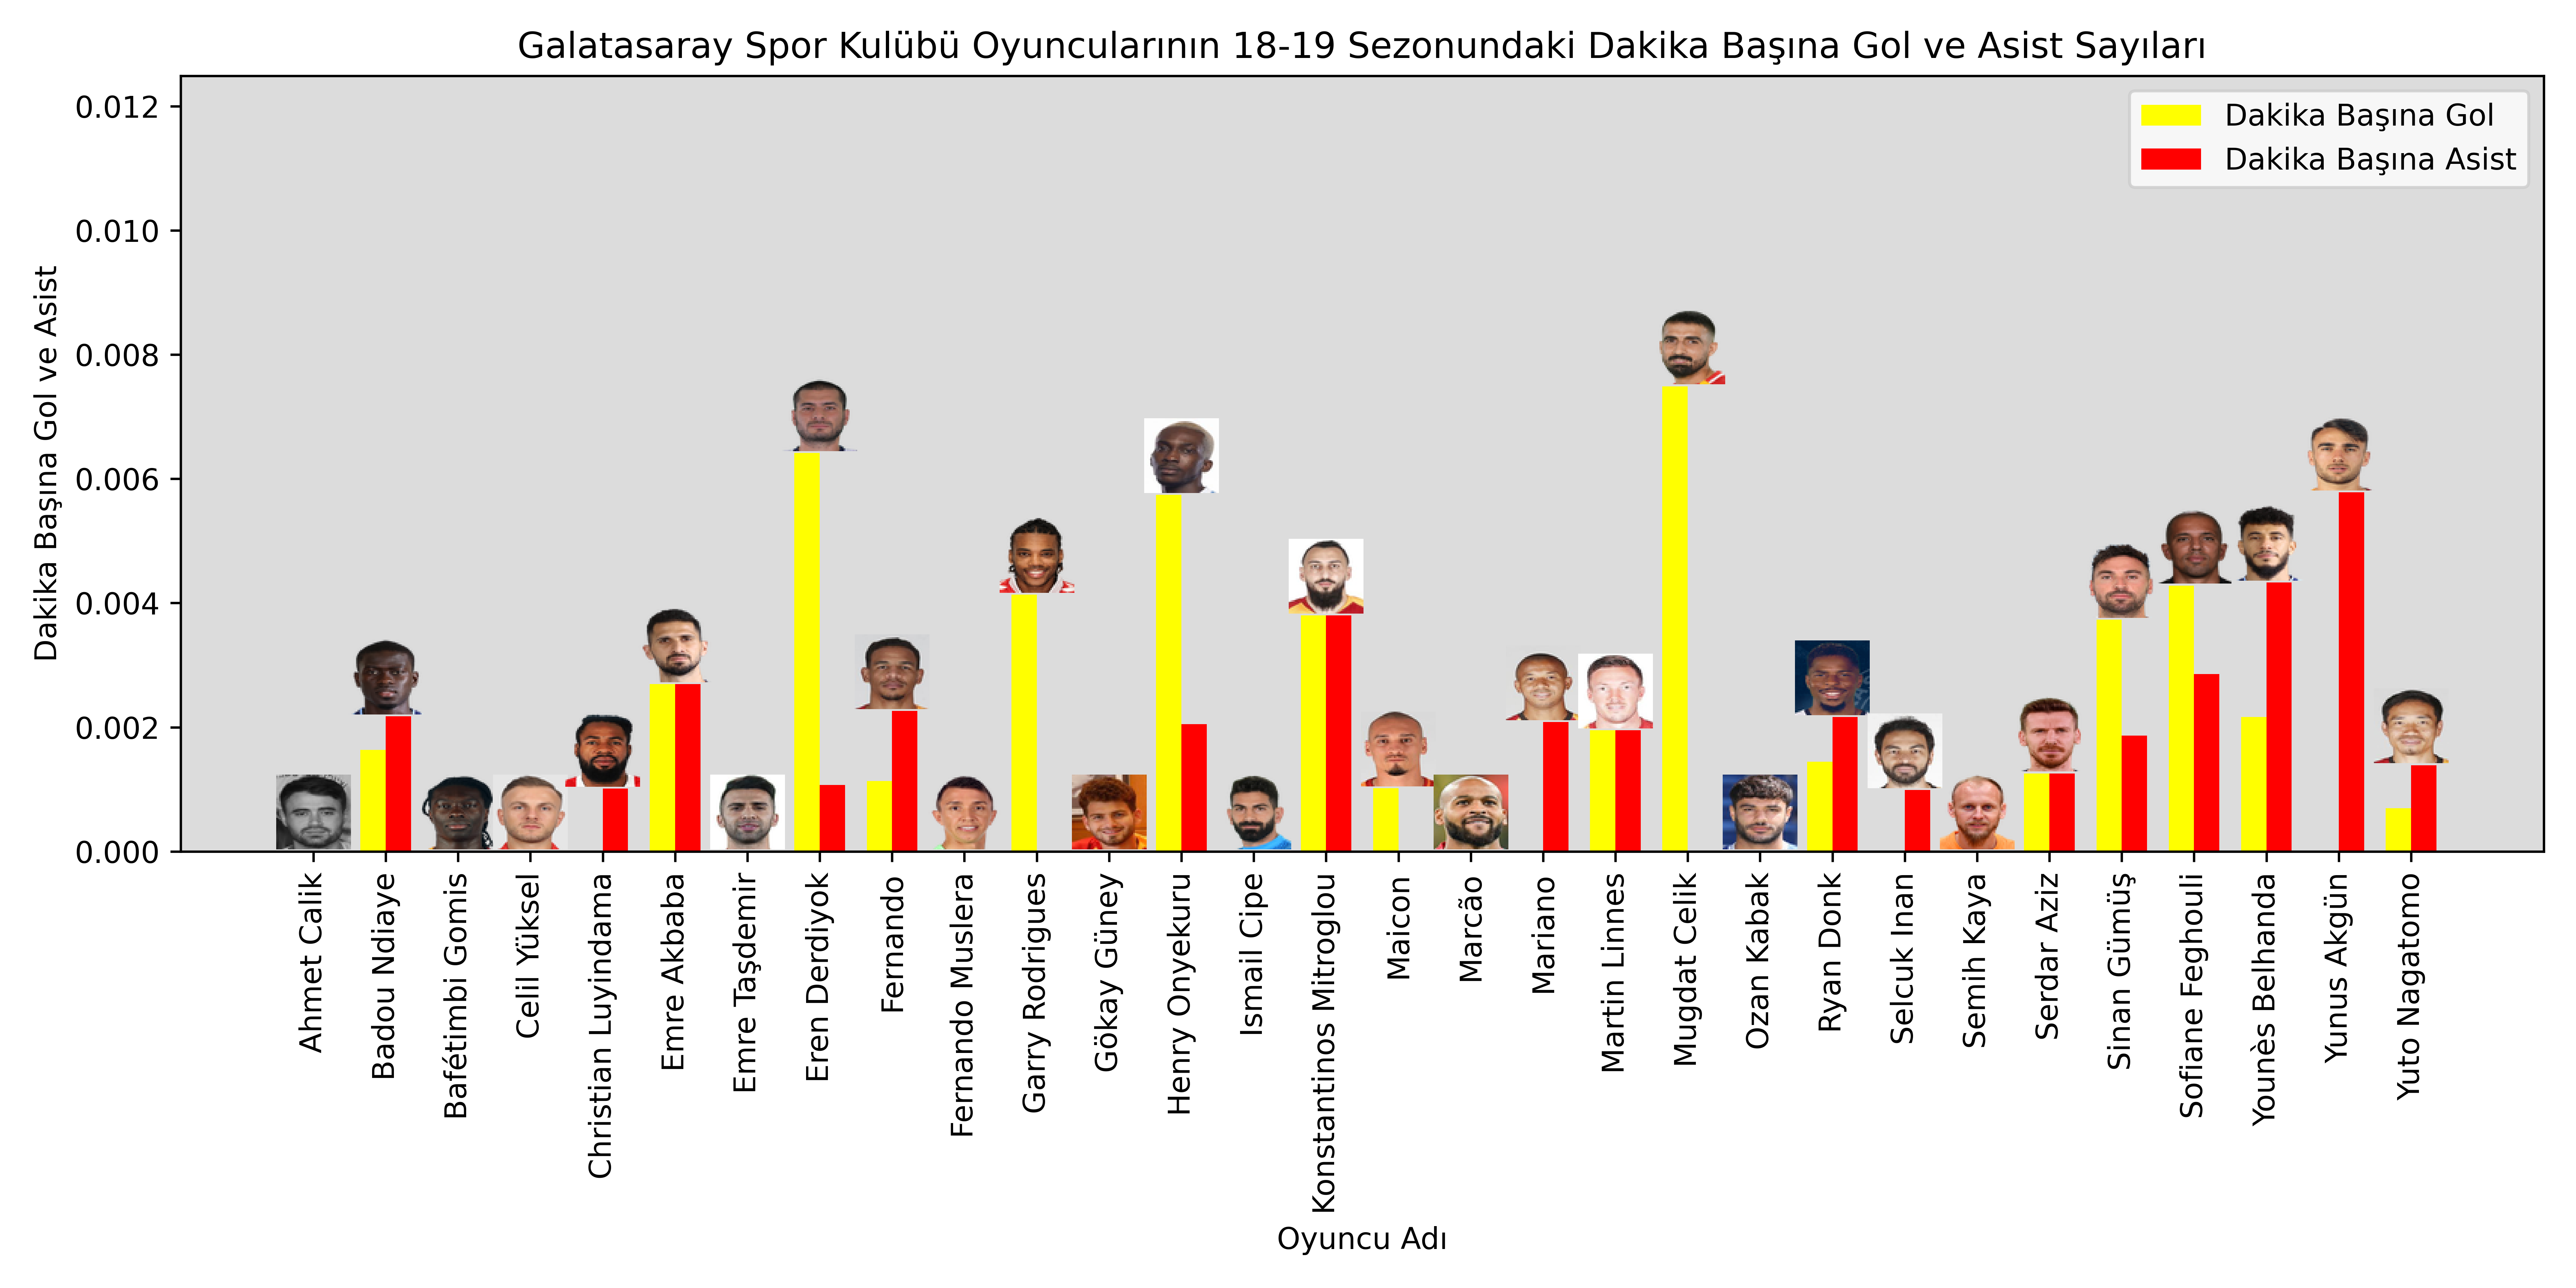 Galatasaray Spor Kulübü Oyuncularının 18-19 Sezonundaki Dakika Başına Gol ve Asist Sayıları
Dakika Başına Gol
Dakika Başına Asist
Dakika Başına Gol ve Asist
0.012
0.010
0.008
0.006
0.004
0.002
0.000
Ahmet Calik
Badou Ndiaye
Bafétimbi Gomis
Celil Yüksel
Christian Luyindama
Emre Akbaba
Emre Taşdemir
Eren Derdiyok
Fernando
Fernando Muslera
Garry Rodrigues
Gökay Güney
Henry Onyekuru
Ismail Cipe
Konstantinos Mitroglou
Maicon
Marcão
Mariano
Martin Linnes
Mugdat Celik
Ozan Kabak
Ryan Donk
Selcuk Inan
Semih Kaya
Serdar Aziz
Sinan Gümüş
Sofiane Feghouli
Younès Belhanda
Yunus Akgün
Yuto Nagatomo
Oyuncu Adı